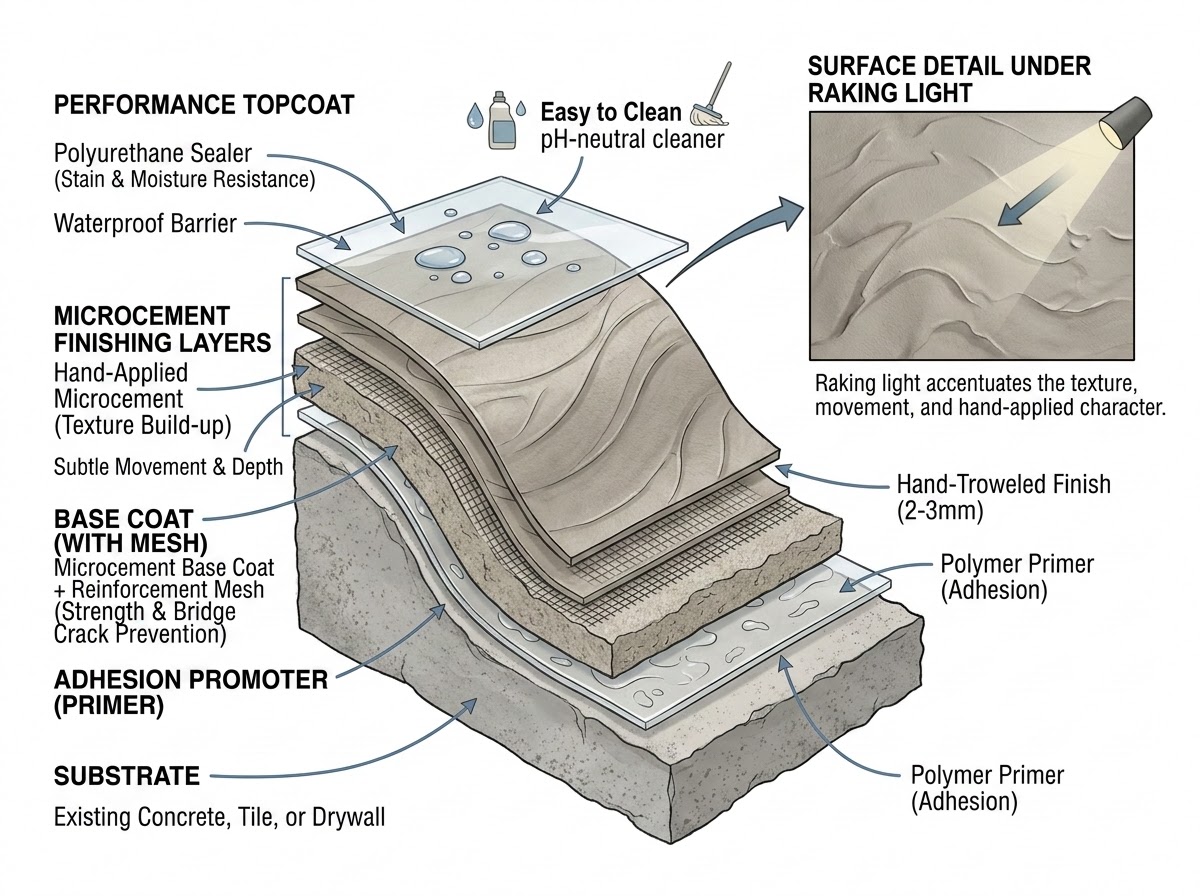 PERFORMANCE TOPCOAT
Polyurethane Sealer
(Stain & Moisture Resistance)
Waterproof Barrier
Easy to Clean
pH-neutral cleaner
SURFACE DETAIL UNDER
RAKING LIGHT
Raking light accentuates the texture,
movement, and hand-applied character.
MICROCEMENT
FINISHING LAYERS
Hand-Applied
Microcement
(Texture Build-up)
Subtle Movement & Depth
BASE COAT
(WITH MESH)
Microcement Base Coat
+ Reinforcement Mesh
(Strength & Bridge
Crack Prevention)
ADHESION PROMOTER
(PRIMER)
SUBSTRATE
Existing Concrete, Tile, or Drywall
Hand-Troweled Finish
(2-3mm)
Polymer Primer
(Adhesion)
Polymer Primer
(Adhesion)